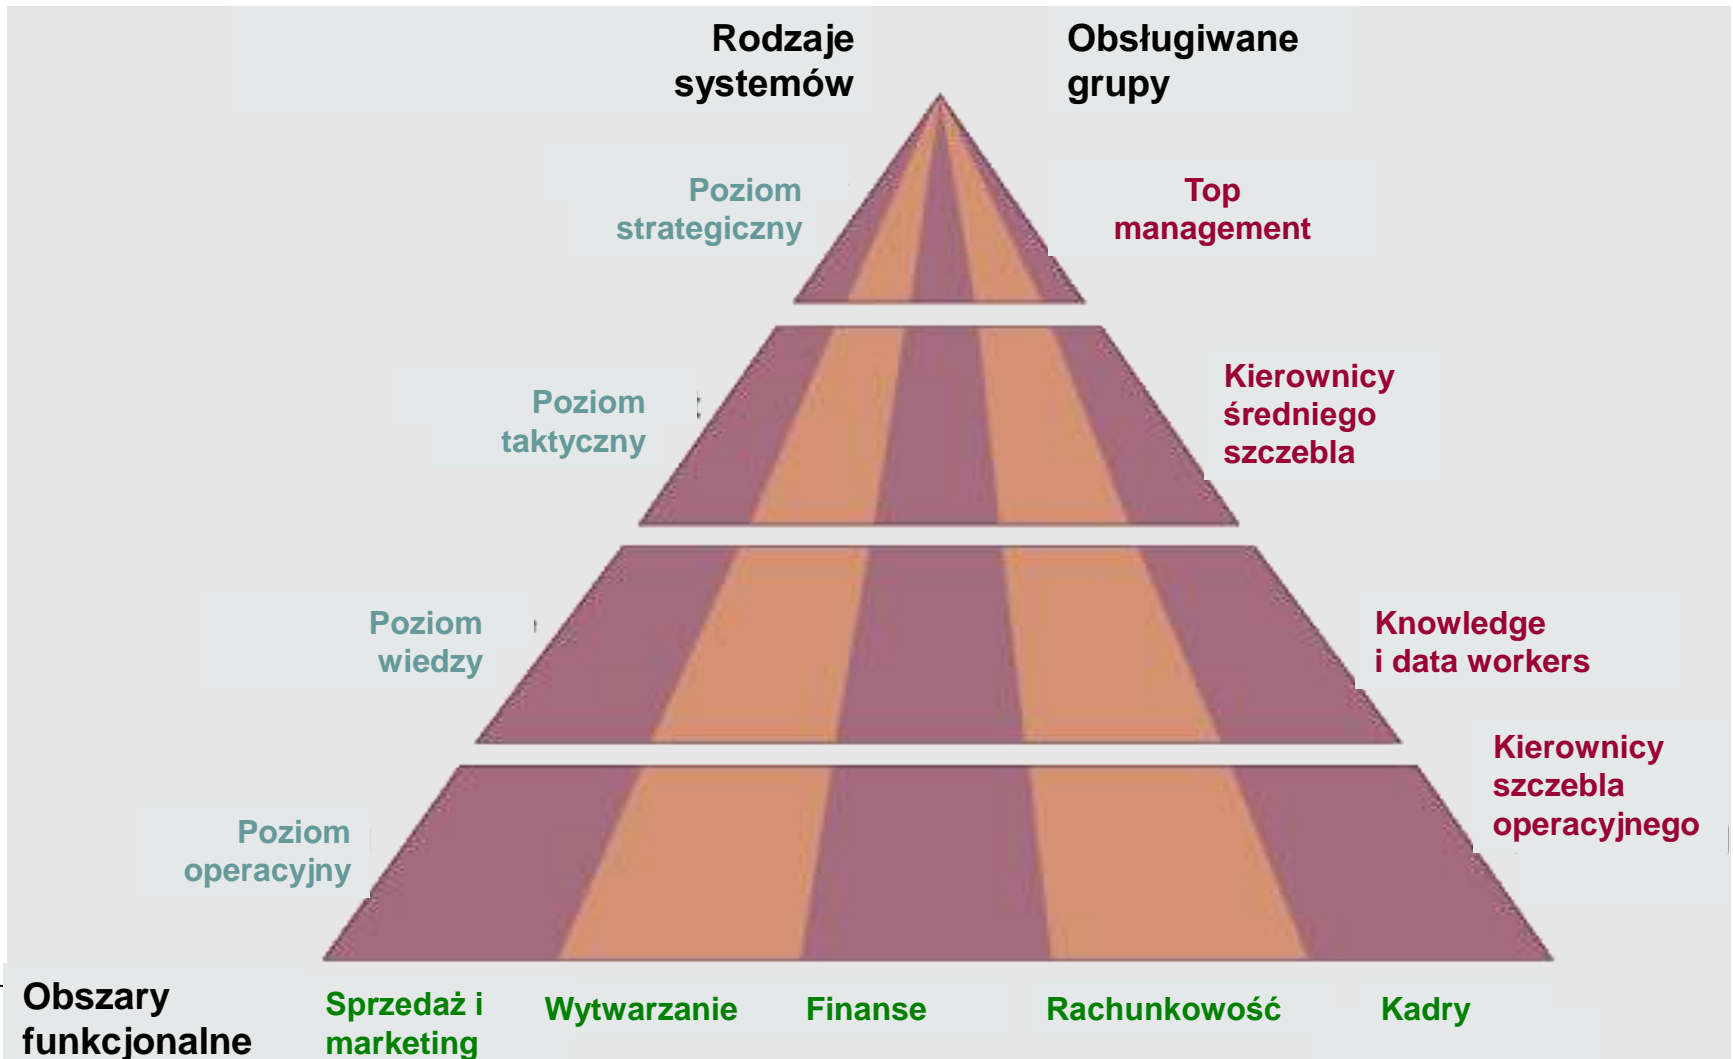 Rodzaje
systemów
Obsługiwane
grupy
Poziom
strategiczny
Top
management
Poziom
taktyczny
Kierownicy
średniego
szczebla
Poziom
wiedzy
Knowledge
i data workers
Poziom
operacyjny
Kierownicy
szczebla
operacyjnego
Obszary
funkcjonalne
Sprzedaż i
marketing
Wytwarzanie
Finanse
Rachunkowość
Kadry